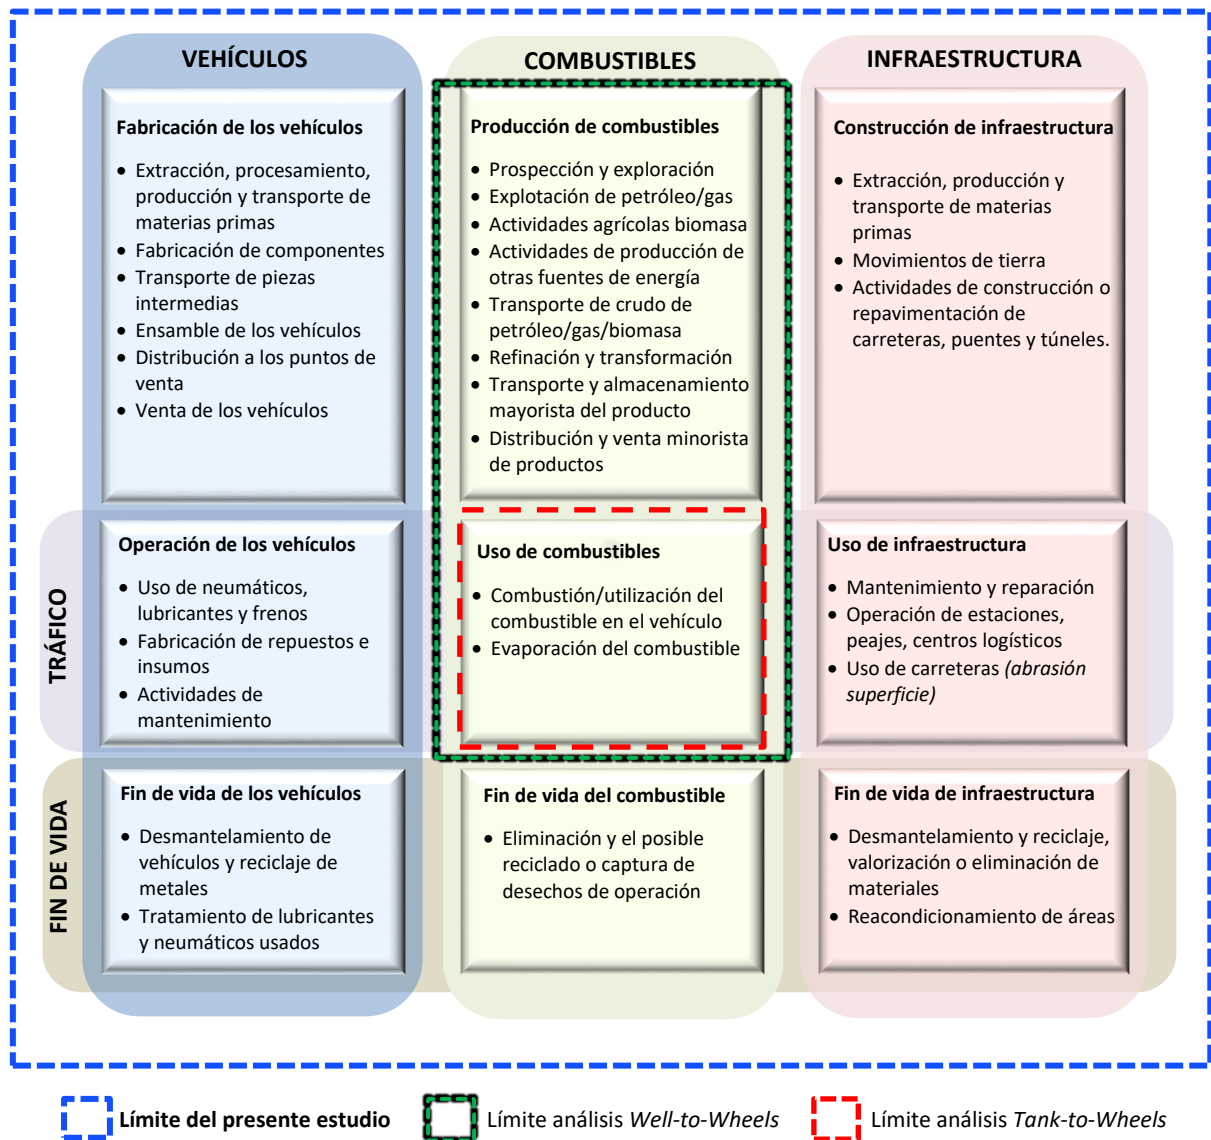 VEHÍCULOS
Fabricación de los vehículos
• Extracción, procesamiento,
producción y transporte de
materias primas
• Fabricación de componentes
• Transporte de piezas
intermedias
• Ensamble de los vehículos
• Distribución a los puntos de
venta
• Venta de los vehículos
COMBUSTIBLES
Producción de combustibles
• Prospección y exploración
• Explotación de petróleo/gas
• Actividades agrícolas biomasa
• Actividades de producción de
otras fuentes de energía
• Transporte de crudo de
petróleo/gas/biomasa
• Refinación y transformación
• Transporte y almacenamiento
mayorista del producto
• Distribución y venta minorista
de productos
INFRAESTRUCTURA
Construcción de infraestructura
• Extracción, producción y
transporte de materias
primas
• Movimientos de tierra
• Actividades de construcción o
repavimentación de
carreteras, puentes y túneles.
TRÁFICO
Operación de los vehículos
• Uso de neumáticos,
lubricantes y frenos
• Fabricación de repuestos e
insumos
• Actividades de
mantenimiento
Uso de combustibles
• Combustión/utilización del
combustible en el vehículo
• Evaporación del combustible
Uso de infraestructura
• Mantenimiento y reparación
• Operación de estaciones,
peajes, centros logísticos
• Uso de carreteras (abrasión
superficie)
FIN DE VIDA
Fin de vida de los vehículos
• Desmantelamiento de
vehículos y reciclaje de
metales
• Tratamiento de lubricantes
y neumáticos usados
Fin de vida del combustible
• Eliminación y el posible
reciclado o captura de
desechos de operación
Fin de vida de infraestructura
• Desmantelamiento y reciclaje,
valorización o eliminación de
materiales
• Reacondicionamiento de áreas
Límite del presente estudio
Límite análisis Well-to-Wheels
Límite análisis Tank-to-Wheels